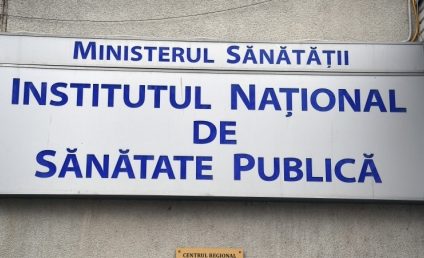 MINISTERUL SĂNĂTĂȚII
INSTITUTUL NAȚIONAL
DE
SĂNĂTATE PUBLICĂ
CENTRUL REGIONAL